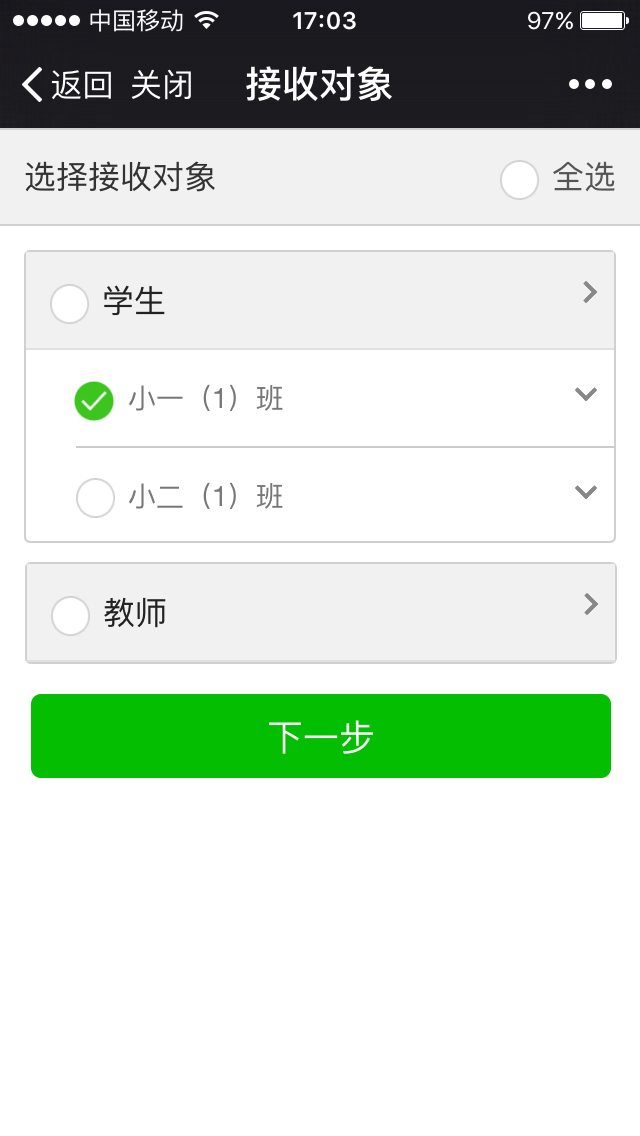 中国移动 17:03 97%
返回 关闭 接收对象
选择接收对象 全选
学生
小一（1）班
小二（1）班
教师
下一步